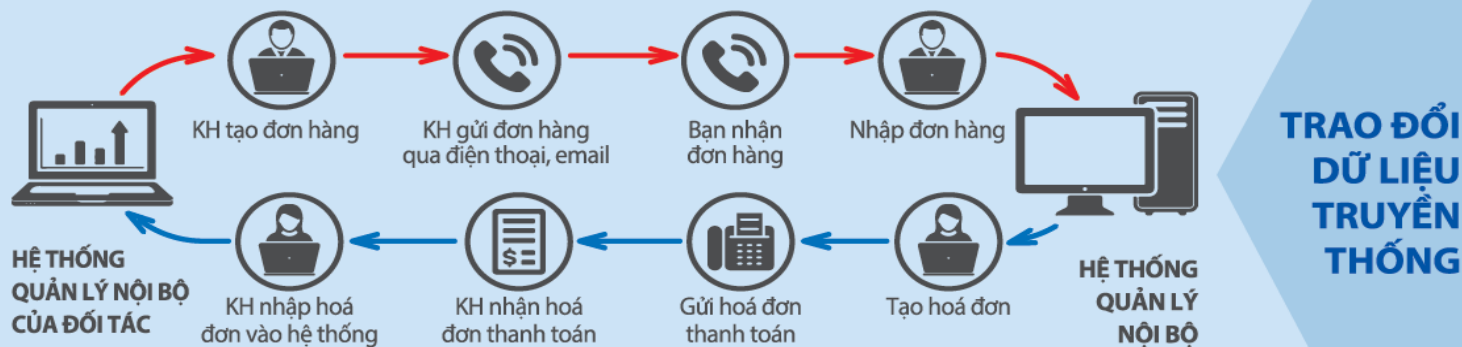 KH tạo đơn hàng
KH gửi đơn hàng
qua điện thoại, email
Bạn nhận
đơn hàng
Nhập đơn hàng
TRAO ĐỔI
DỮ LIỆU
TRUYỀN
THỐNG
HỆ THỐNG
QUẢN LÝ NỘI BỘ
CỦA ĐỐI TÁC
KH nhập hoá
đơn vào hệ thống
$
KH nhận hoá
đơn thanh toán
Gửi hoá đơn
thanh toán
Tạo hoá đơn
HỆ THỐNG
QUẢN LÝ
NỘI BỘ